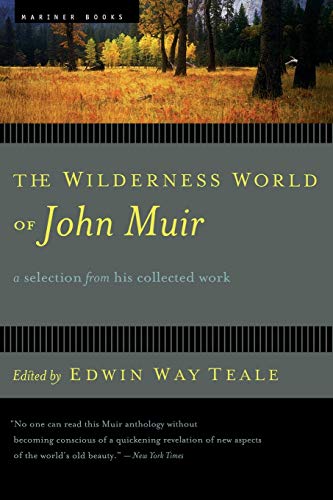 MARINER BOOKS
THE WILDERNESS WORLD
OF John Muir
a selection from his collected work
Edited by EDWIN WAY TEALE
"No one can read this Muir anthology without
becoming conscious of a quickening revelation of new aspects
of the world's old beauty." — New York Times